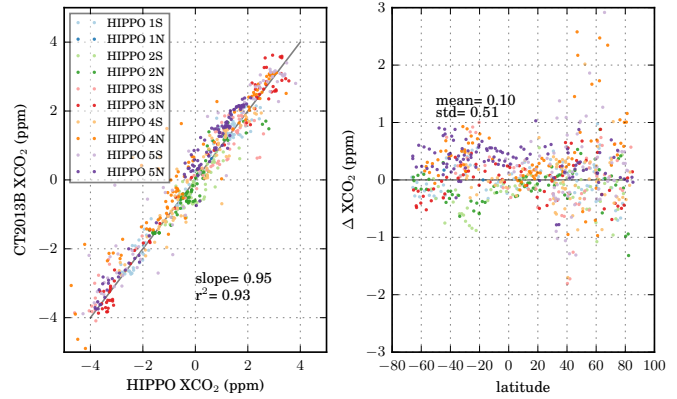 HIPPO 1S
HIPPO 1N
HIPPO 2S
HIPPO 2N
HIPPO 3S
HIPPO 3N
HIPPO 4S
HIPPO 4N
HIPPO 5S
HIPPO 5N
slope= 0.95
r²= 0.93
CT2013B XCO₂ (ppm)
4
2
0
−2
−4
−4 −2 0 2 4
HIPPO XCO₂ (ppm)
mean= 0.10
std= 0.51
Δ XCO₂ (ppm)
3
2
1
0
−1
−2
−3
−80 −60 −40 −20 0 20 40 60 80 100
latitude